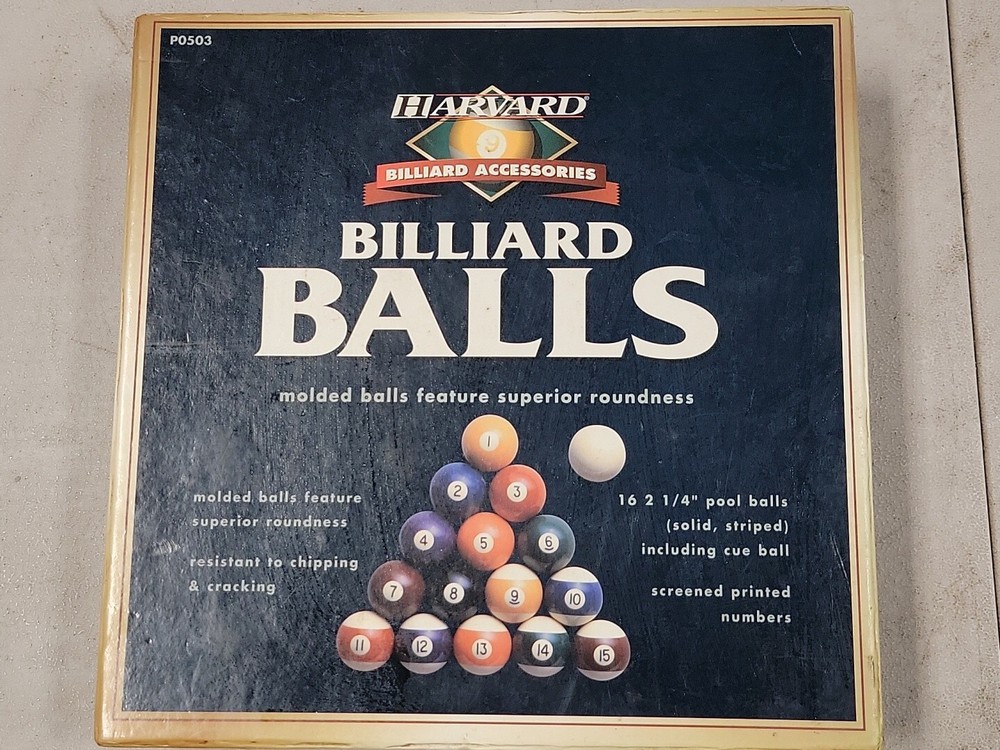 P0503
HARVARD®
9
BILLIARD ACCESSORIES
BILLIARD
BALLS
molded balls feature superior roundness
molded balls feature
superior roundness
resistant to chipping
& cracking
16 2 1/4" pool balls
(solid, striped)
including cue ball
screened printed
numbers
1
2 3
4 5 6
7 8 9 10
11 12 13 14 15